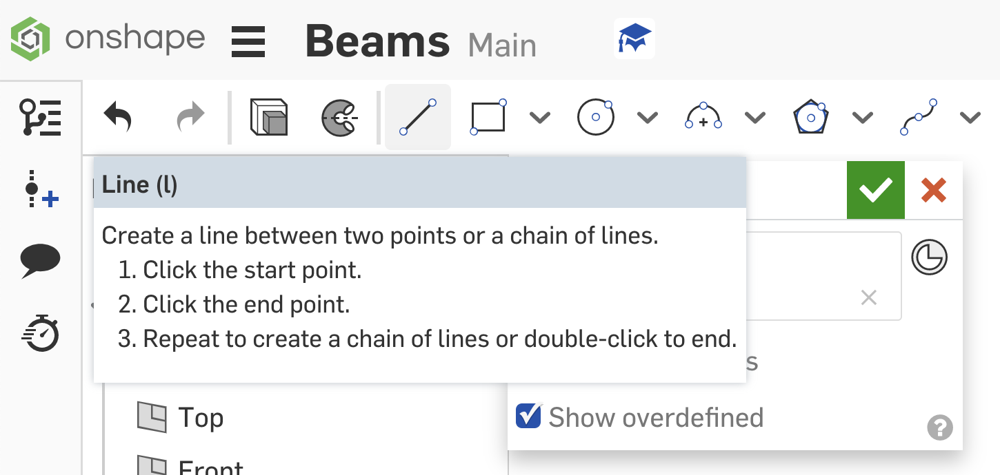 onshape Beams Main
Line (l)
Create a line between two points or a chain of lines.
1. Click the start point.
2. Click the end point.
3. Repeat to create a chain of lines or double-click to end.
s
Show overdefined
?
Top
Front